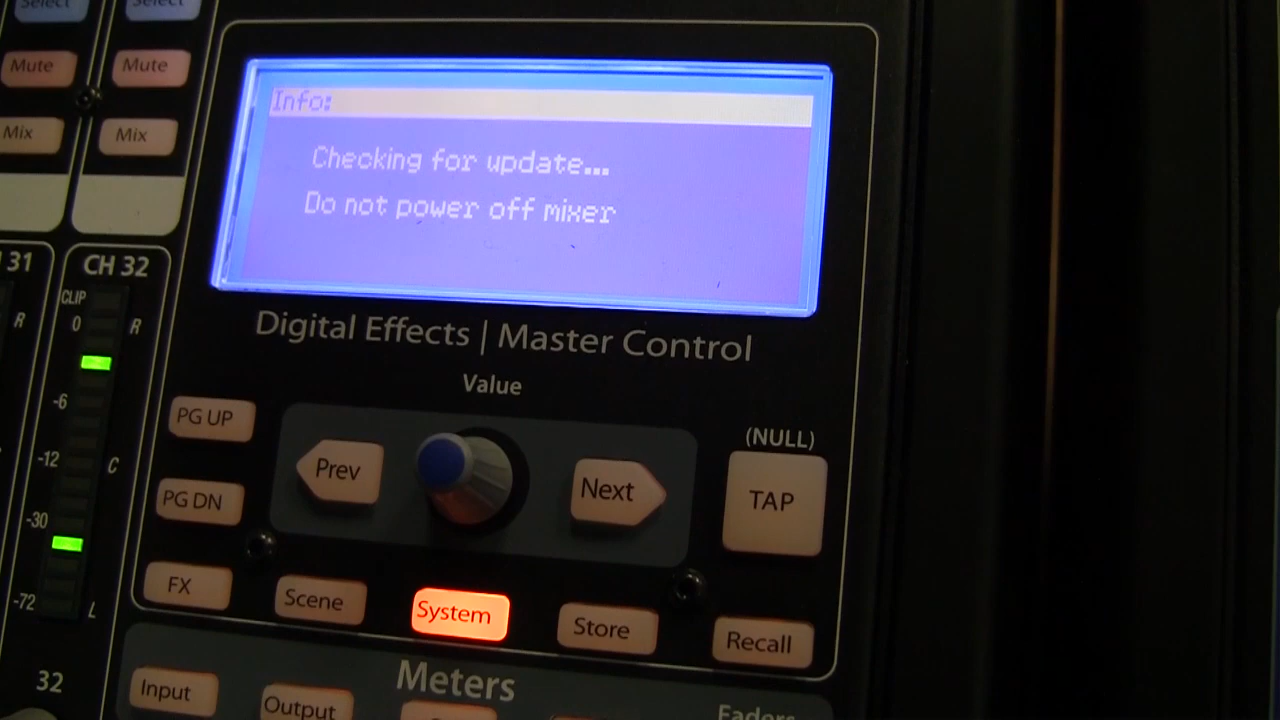 Select
Select
Mute
Mute
Mix
Mix
Info:
Checking for update...
Do not power off mixer
31
CH 32
CLIP
0
R
R
-6
-12
C
-30
-72
L
32
Digital Effects | Master Control
Value
PG UP
PG DN
Prev
Next
(NULL)
TAP
FX
Scene
System
Store
Recall
Meters
Input
Output
Faders